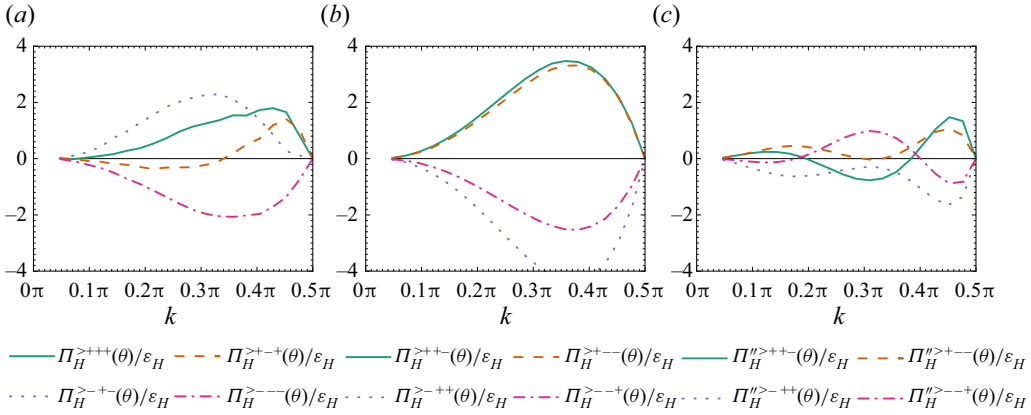 (a) (b) (c)
4 4 4
2 2 2
0 0 0
−2 −2 −2
−4 −4 −4
0π 0.1π 0.2π 0.3π 0.4π 0.5π 0π 0.1π 0.2π 0.3π 0.4π 0.5π 0π 0.1π 0.2π 0.3π 0.4π 0.5π
k k k
Π_H^{>+++}(θ)/ε_H Π_H^{>+−+}(θ)/ε_H Π_H^{>++−}(θ)/ε_H Π_H^{>+−−}(θ)/ε_H Π_H^{″>++−}(θ)/ε_H Π_H^{″>+−−}(θ)/ε_H
Π_H^{>−+−}(θ)/ε_H Π_H^{>−−−}(θ)/ε_H Π_H^{>−++}(θ)/ε_H Π_H^{>−−+}(θ)/ε_H Π_H^{″>−++}(θ)/ε_H Π_H^{″>−−+}(θ)/ε_H